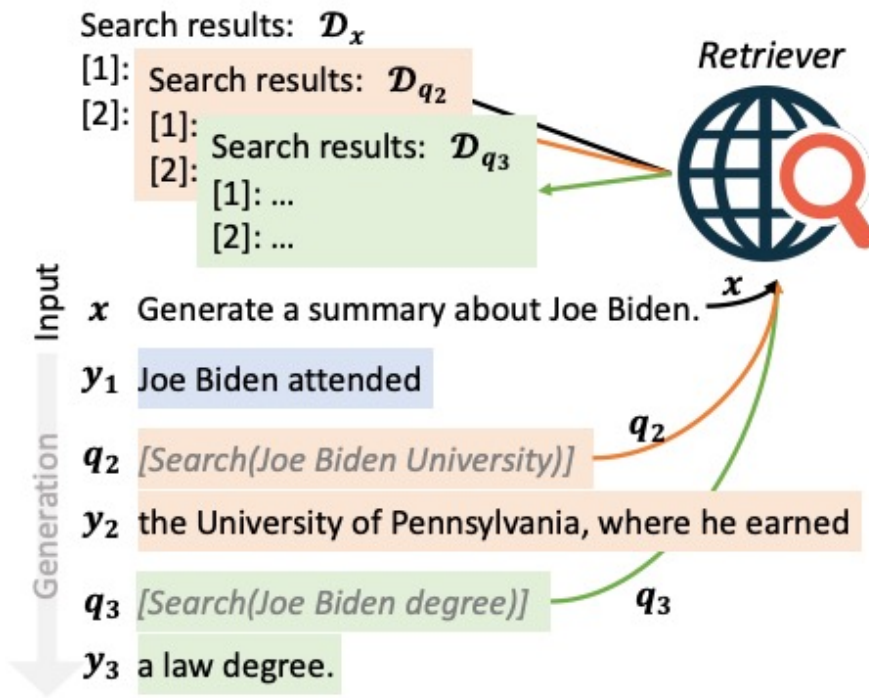 Search results: 𝓓x
[1]:
[2]:
Search results: 𝓓q2
[1]:
[2]:
Search results: 𝓓q3
[1]: ...
[2]: ...
Retriever
Input
x Generate a summary about Joe Biden.
x
Generation
y1 Joe Biden attended
q2 [Search(Joe Biden University)]
q2
y2 the University of Pennsylvania, where he earned
q3 [Search(Joe Biden degree)]
q3
y3 a law degree.